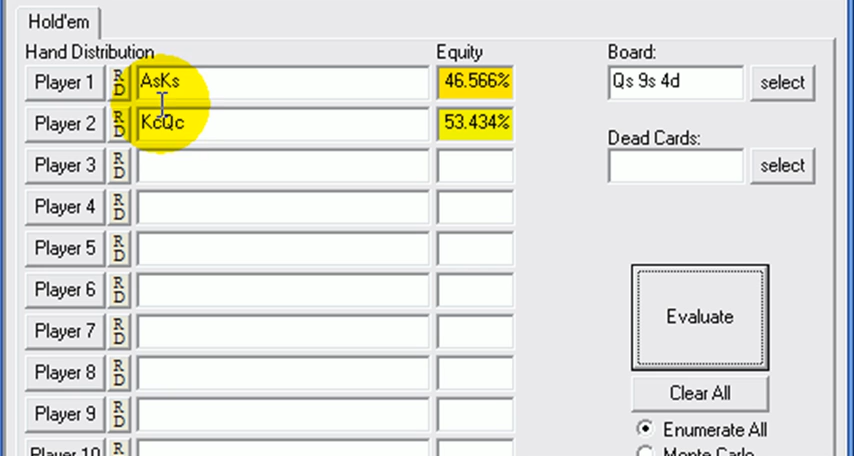 Hold'em
Hand Distribution Equity Board:
Player 1 R D AsKs 46.566% Qs 9s 4d select
Player 2 R D KcQc 53.434%
Dead Cards:
Player 3 R D select
Player 4 R D
Player 5 R D
Player 6 R D
Evaluate
Player 7 R D
Player 8 R D
Clear All
Player 9 R D
Enumerate All
Player 10 R
Monte Carlo